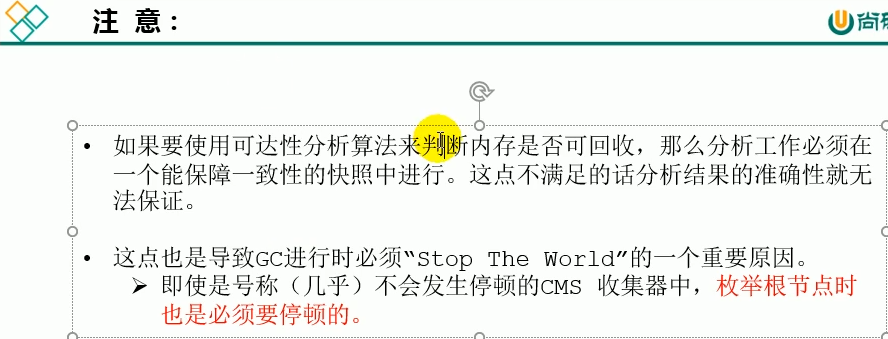 注 意：
尚
• 如果要使用可达性分析算法来判断内存是否可回收，那么分析工作必须在
一个能保障一致性的快照中进行。这点不满足的话分析结果的准确性就无
法保证。
• 这点也是导致GC进行时必须“Stop The World”的一个重要原因。
➢ 即使是号称（几乎）不会发生停顿的CMS 收集器中，枚举根节点时
也是必须要停顿的。